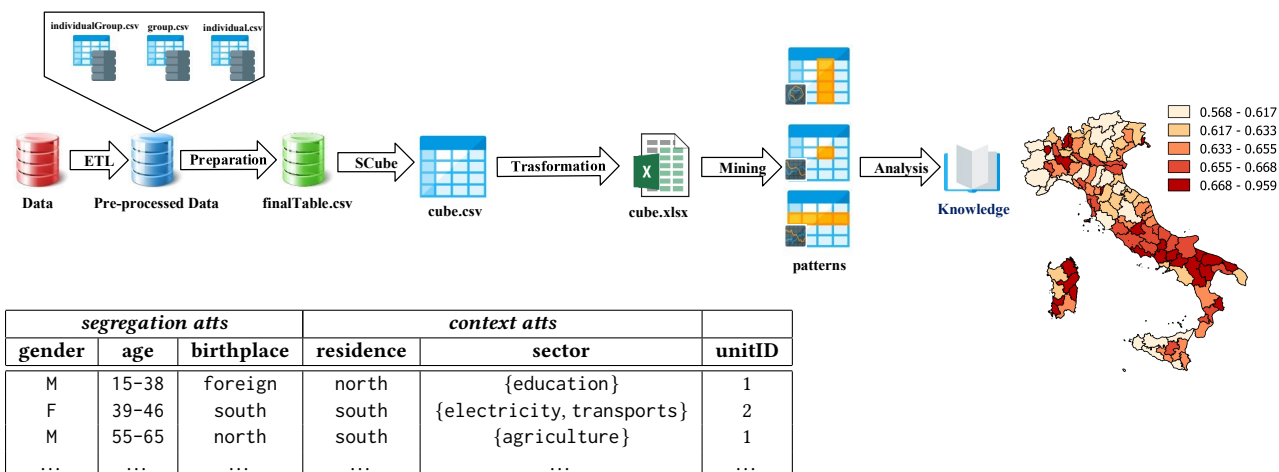 individualGroup.csv group.csv individual.csv
ETL Preparation SCube Trasformation Mining Analysis
Data Pre-processed Data finalTable.csv cube.csv X cube.xlsx patterns Knowledge
0.568 - 0.617
0.617 - 0.633
0.633 - 0.655
0.655 - 0.668
0.668 - 0.959
segregation atts context atts
gender age birthplace residence sector unitID
M 15-38 foreign north {education} 1
F 39-46 south south {electricity, transports} 2
M 55-65 north south {agriculture} 1
... ... ... ... ... ...